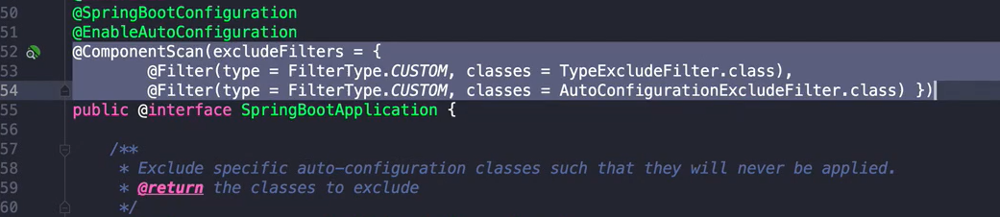 50 @SpringBootConfiguration
51 @EnableAutoConfiguration
52 @ComponentScan(excludeFilters = {
53 @Filter(type = FilterType.CUSTOM, classes = TypeExcludeFilter.class),
54 @Filter(type = FilterType.CUSTOM, classes = AutoConfigurationExcludeFilter.class) })
55 public @interface SpringBootApplication {
56
57 /**
58 * Exclude specific auto-configuration classes such that they will never be applied.
59 * @return the classes to exclude
60 */